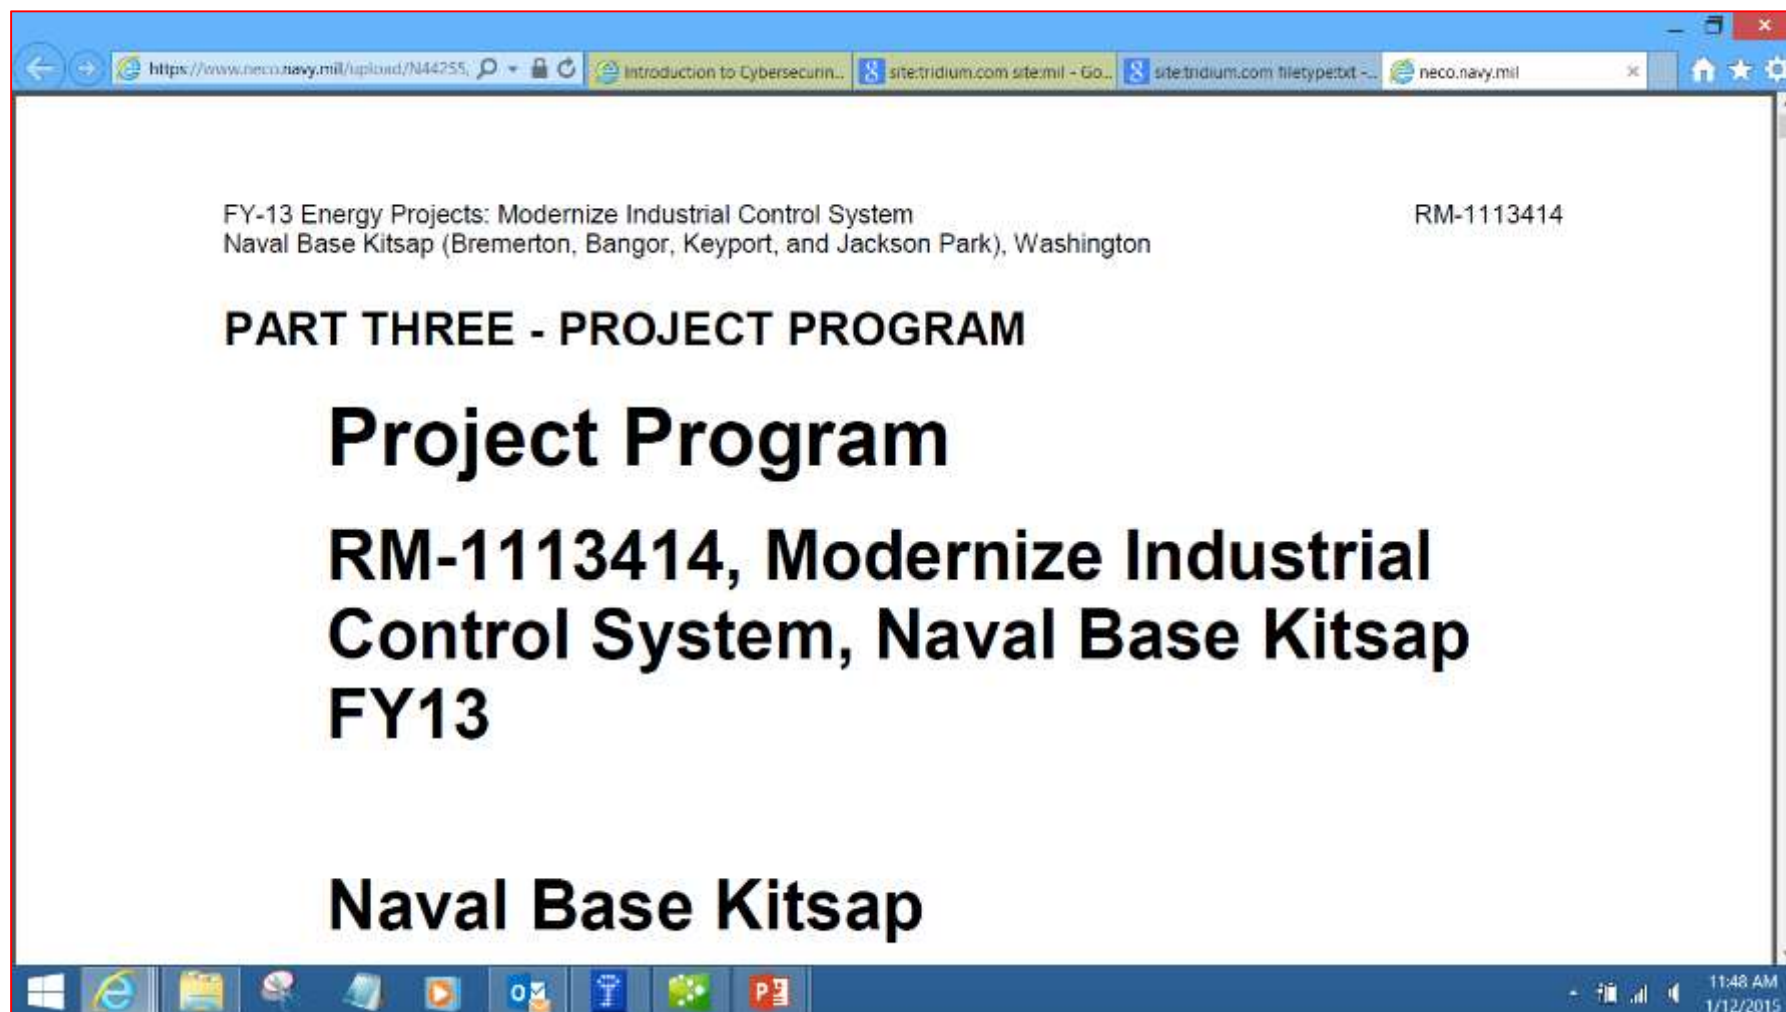 https://www.neco.navy.mil/upload/N44255,
Introduction to Cybersecurin...
site:tridium.com site:mil - Go...
site:tridium.com filetype:txt -...
neco.navy.mil
FY-13 Energy Projects: Modernize Industrial Control System
RM-1113414
Naval Base Kitsap (Bremerton, Bangor, Keyport, and Jackson Park), Washington
PART THREE - PROJECT PROGRAM
Project Program
RM-1113414, Modernize Industrial
Control System, Naval Base Kitsap
FY13
Naval Base Kitsap
11:48 AM
1/12/2015